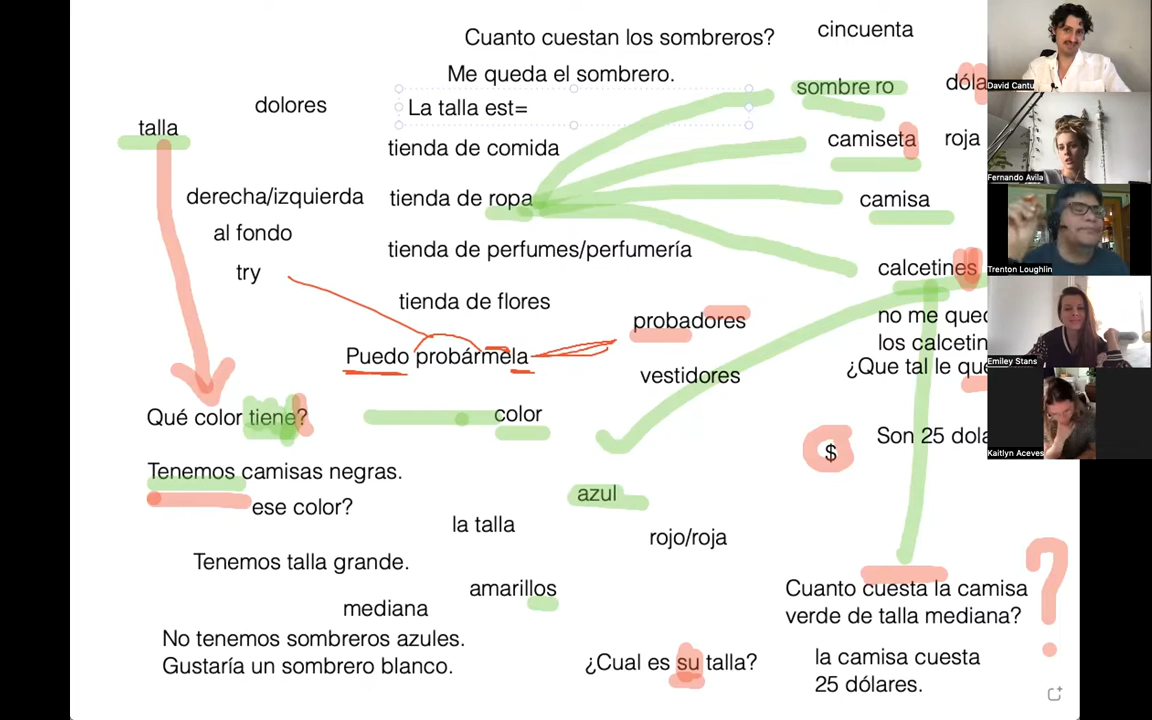 Cuanto cuestan los sombreros?
cincuenta
Me queda el sombrero.
sombre ro
dóla
dolores
La talla est=
talla
camiseta
roja
tienda de comida
derecha/izquierda
tienda de ropa
camisa
al fondo
tienda de perfumes/perfumería
calcetines
try
tienda de flores
probadores
no me que
los calcetin
Puedo probármela
¿Que tal le que
vestidores
Qué color tiene?
color
Son 25 dola
$
Tenemos camisas negras.
azul
ese color?
la talla
rojo/roja
Tenemos talla grande.
amarillos
Cuanto cuesta la camisa
verde de talla mediana?
?
mediana
No tenemos sombreros azules.
Gustaría un sombrero blanco.
¿Cual es su talla?
la camisa cuesta
25 dólares.
David Cantu
Fernando Avila
Trenton Loughlin
Emiley Stans
Kaitlyn Aceves